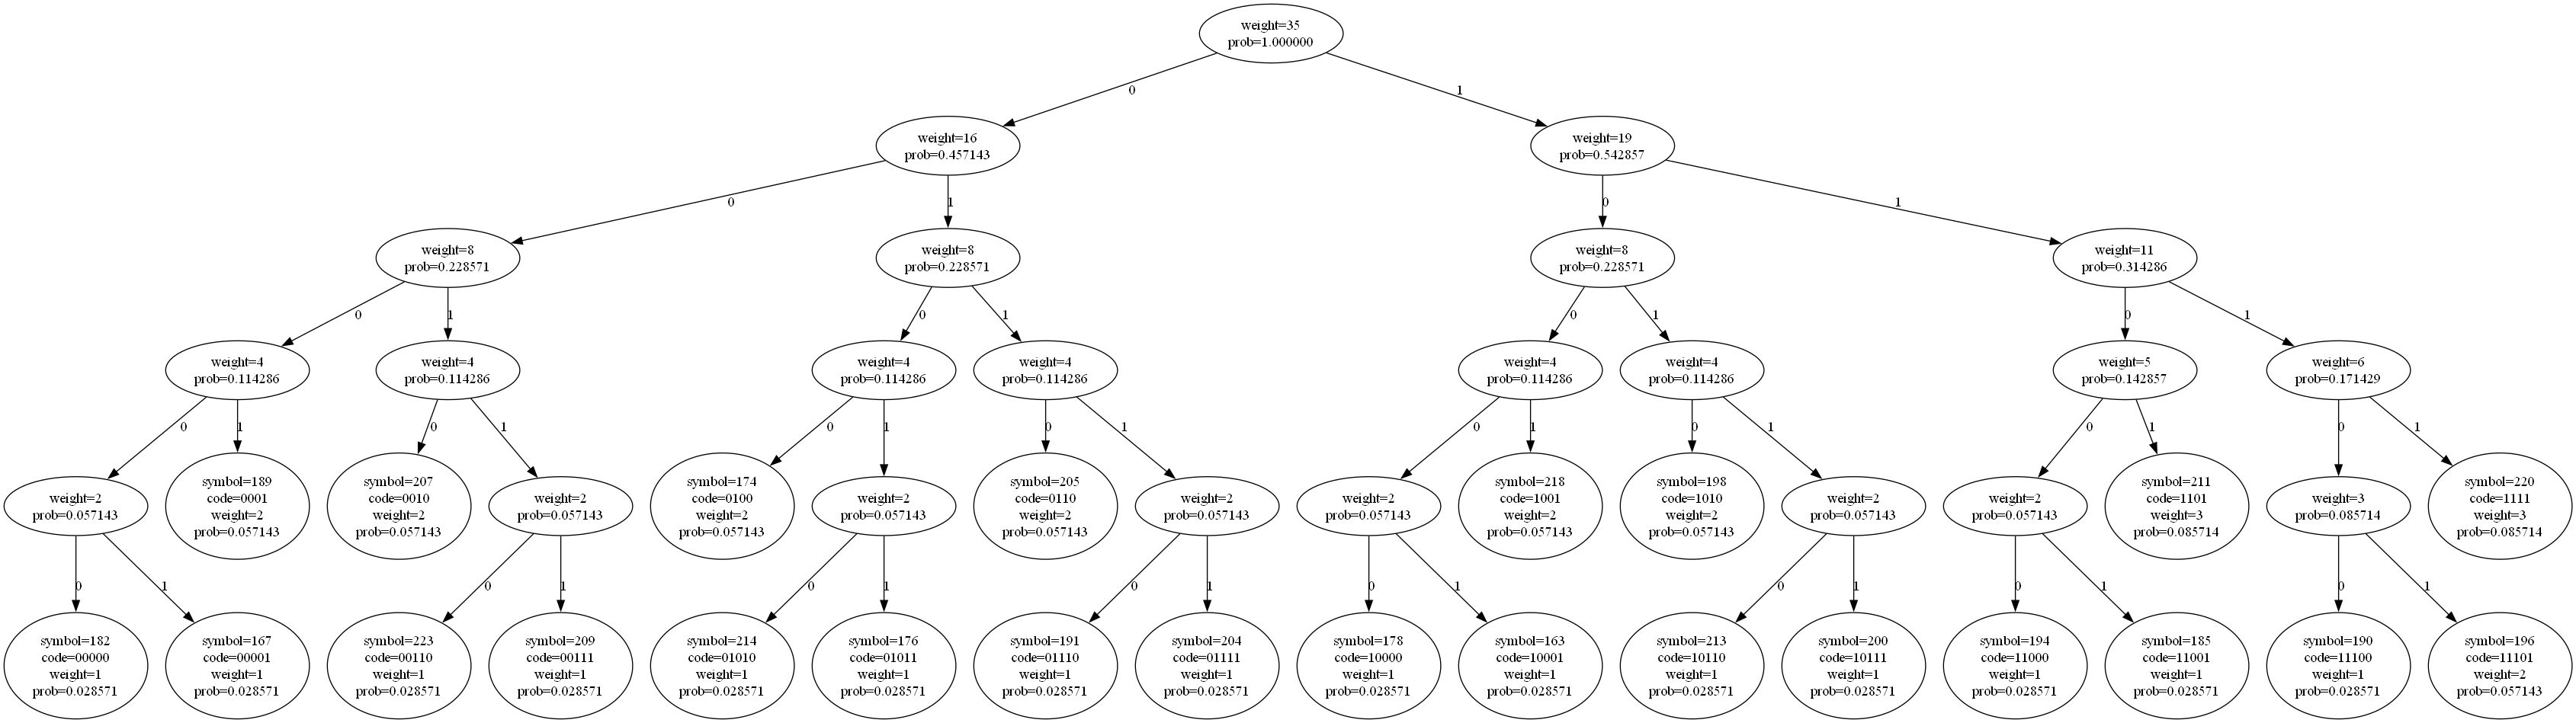 weight=35
prob=1.000000
0
1
weight=16
prob=0.457143
weight=19
prob=0.542857
0
1
0
1
weight=8
prob=0.228571
weight=8
prob=0.228571
weight=8
prob=0.228571
weight=11
prob=0.314286
0
1
0
1
0
1
0
1
weight=4
prob=0.114286
weight=4
prob=0.114286
weight=4
prob=0.114286
weight=4
prob=0.114286
weight=4
prob=0.114286
weight=4
prob=0.114286
weight=5
prob=0.142857
weight=6
prob=0.171429
0
1
0
1
0
1
0
1
0
1
0
1
0
1
0
1
weight=2
prob=0.057143
symbol=189
code=0001
weight=2
prob=0.057143
symbol=207
code=0010
weight=2
prob=0.057143
weight=2
prob=0.057143
symbol=174
code=0100
weight=2
prob=0.057143
weight=2
prob=0.057143
symbol=205
code=0110
weight=2
prob=0.057143
weight=2
prob=0.057143
weight=2
prob=0.057143
symbol=218
code=1001
weight=2
prob=0.057143
symbol=198
code=1010
weight=2
prob=0.057143
weight=2
prob=0.057143
weight=2
prob=0.057143
symbol=211
code=1101
weight=3
prob=0.085714
weight=3
prob=0.085714
symbol=220
code=1111
weight=3
prob=0.085714
0
1
0
1
0
1
0
1
0
1
0
1
0
1
0
1
symbol=182
code=00000
weight=1
prob=0.028571
symbol=167
code=00001
weight=1
prob=0.028571
symbol=223
code=00110
weight=1
prob=0.028571
symbol=209
code=00111
weight=1
prob=0.028571
symbol=214
code=01010
weight=1
prob=0.028571
symbol=176
code=01011
weight=1
prob=0.028571
symbol=191
code=01110
weight=1
prob=0.028571
symbol=204
code=01111
weight=1
prob=0.028571
symbol=178
code=10000
weight=1
prob=0.028571
symbol=163
code=10001
weight=1
prob=0.028571
symbol=213
code=10110
weight=1
prob=0.028571
symbol=200
code=10111
weight=1
prob=0.028571
symbol=194
code=11000
weight=1
prob=0.028571
symbol=185
code=11001
weight=1
prob=0.028571
symbol=190
code=11100
weight=1
prob=0.028571
symbol=196
code=11101
weight=2
prob=0.057143